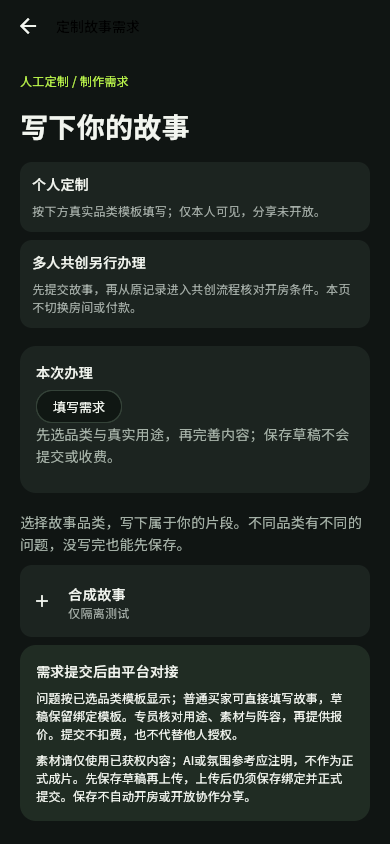 定制故事需求
人工定制 / 制作需求
写下你的故事
个人定制
按下方真实品类模板填写；仅本人可见，分享未开放。
多人共创另行办理
先提交故事，再从原记录进入共创流程核对开房条件。本页
不切换房间或付款。
本次办理
填写需求
先选品类与真实用途，再完善内容；保存草稿不会
提交或收费。
选择故事品类，写下属于你的片段。不同品类有不同的
问题，没写完也能先保存。
合成故事
仅隔离测试
需求提交后由平台对接
问题按已选品类模板显示；普通买家可直接填写故事，草
稿保留绑定模板。专员核对用途、素材与阵容，再提供报
价。提交不扣费，也不代替他人授权。
素材请仅使用已获权内容；AI或氛围参考应注明，不作为正
式成片。先保存草稿再上传，上传后仍须保存绑定并正式
提交。保存不自动开房或开放协作分享。